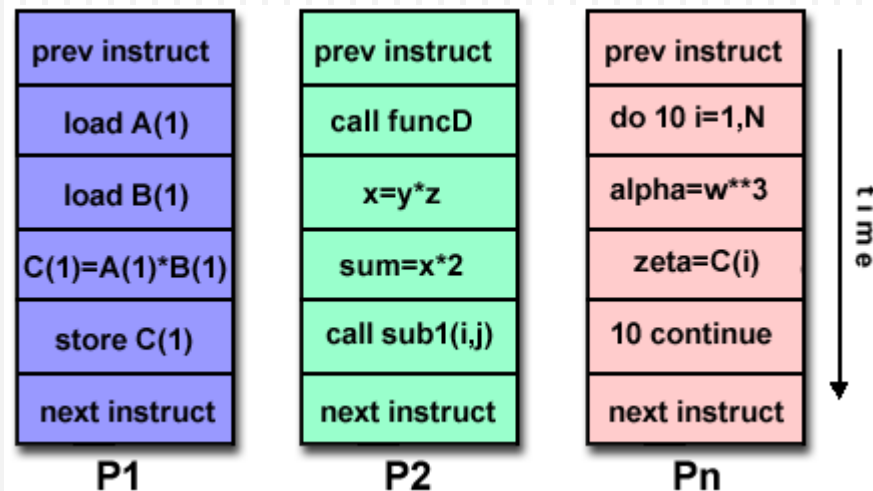 prev instruct
load A(1)
load B(1)
C(1)=A(1)*B(1)
store C(1)
next instruct
P1
prev instruct
call funcD
x=y*z
sum=x*2
call sub1(i,j)
next instruct
P2
prev instruct
do 10 i=1,N
alpha=w**3
zeta=C(i)
10 continue
next instruct
Pn
time